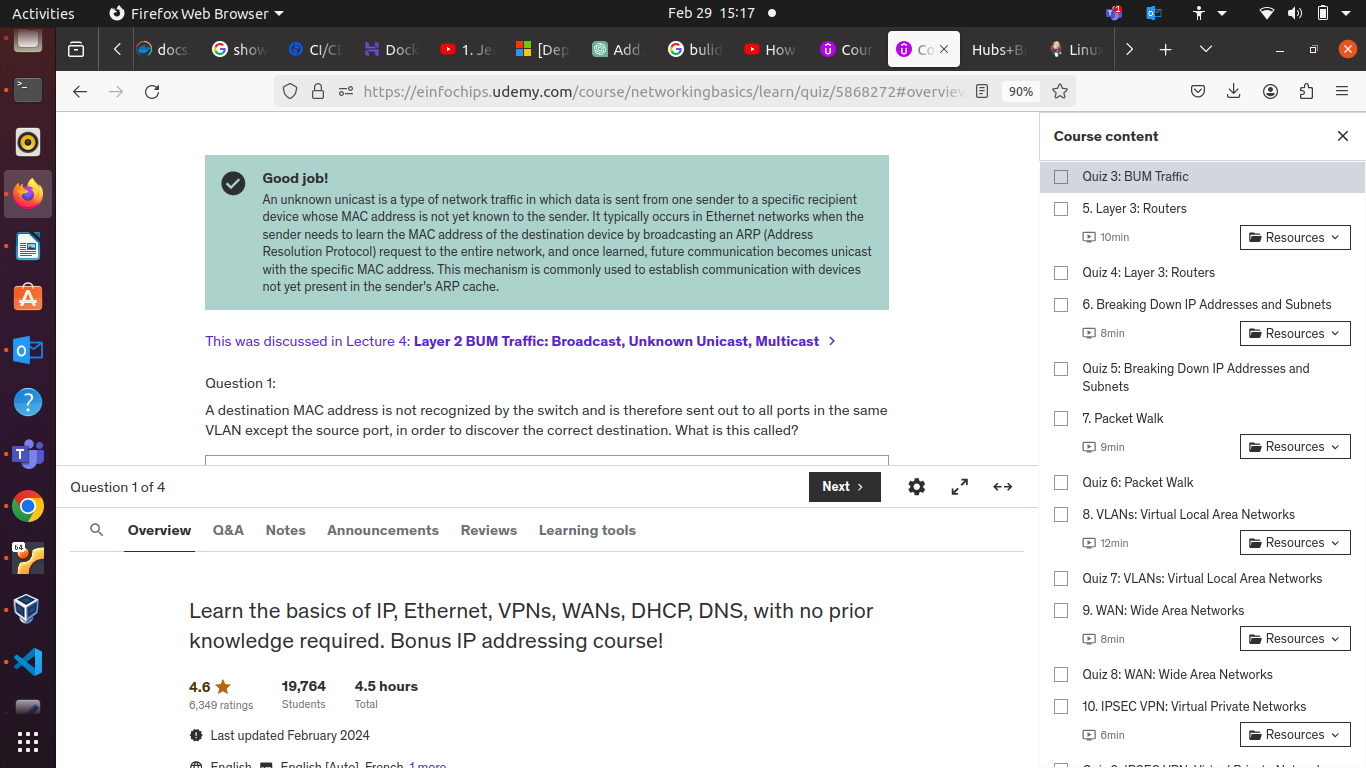 Activities
Firefox Web Browser
Feb 29 15:17
1
docs
show
CI/CD
Dock
1. Je
[Dep
Add
bulid
How
Cour
Co
Hubs+Br
Linux
https://einfochips.udemy.com/course/networkingbasics/learn/quiz/5868272#overview
90%
Good job!
An unknown unicast is a type of network traffic in which data is sent from one sender to a specific recipient
device whose MAC address is not yet known to the sender. It typically occurs in Ethernet networks when the
sender needs to learn the MAC address of the destination device by broadcasting an ARP (Address
Resolution Protocol) request to the entire network, and once learned, future communication becomes unicast
with the specific MAC address. This mechanism is commonly used to establish communication with devices
not yet present in the sender's ARP cache.
This was discussed in Lecture 4: Layer 2 BUM Traffic: Broadcast, Unknown Unicast, Multicast
Question 1:
A destination MAC address is not recognized by the switch and is therefore sent out to all ports in the same
VLAN except the source port, in order to discover the correct destination. What is this called?
Question 1 of 4
Next
Overview
Q&A
Notes
Announcements
Reviews
Learning tools
Learn the basics of IP, Ethernet, VPNs, WANs, DHCP, DNS, with no prior
knowledge required. Bonus IP addressing course!
4.6
19,764
4.5 hours
6,349 ratings
Students
Total
Last updated February 2024
English
English [Auto], French, 1 more
Course content
Quiz 3: BUM Traffic
5. Layer 3: Routers
10min
Resources
Quiz 4: Layer 3: Routers
6. Breaking Down IP Addresses and Subnets
8min
Resources
Quiz 5: Breaking Down IP Addresses and
Subnets
7. Packet Walk
9min
Resources
Quiz 6: Packet Walk
8. VLANs: Virtual Local Area Networks
12min
Resources
Quiz 7: VLANs: Virtual Local Area Networks
9. WAN: Wide Area Networks
8min
Resources
Quiz 8: WAN: Wide Area Networks
10. IPSEC VPN: Virtual Private Networks
6min
Resources